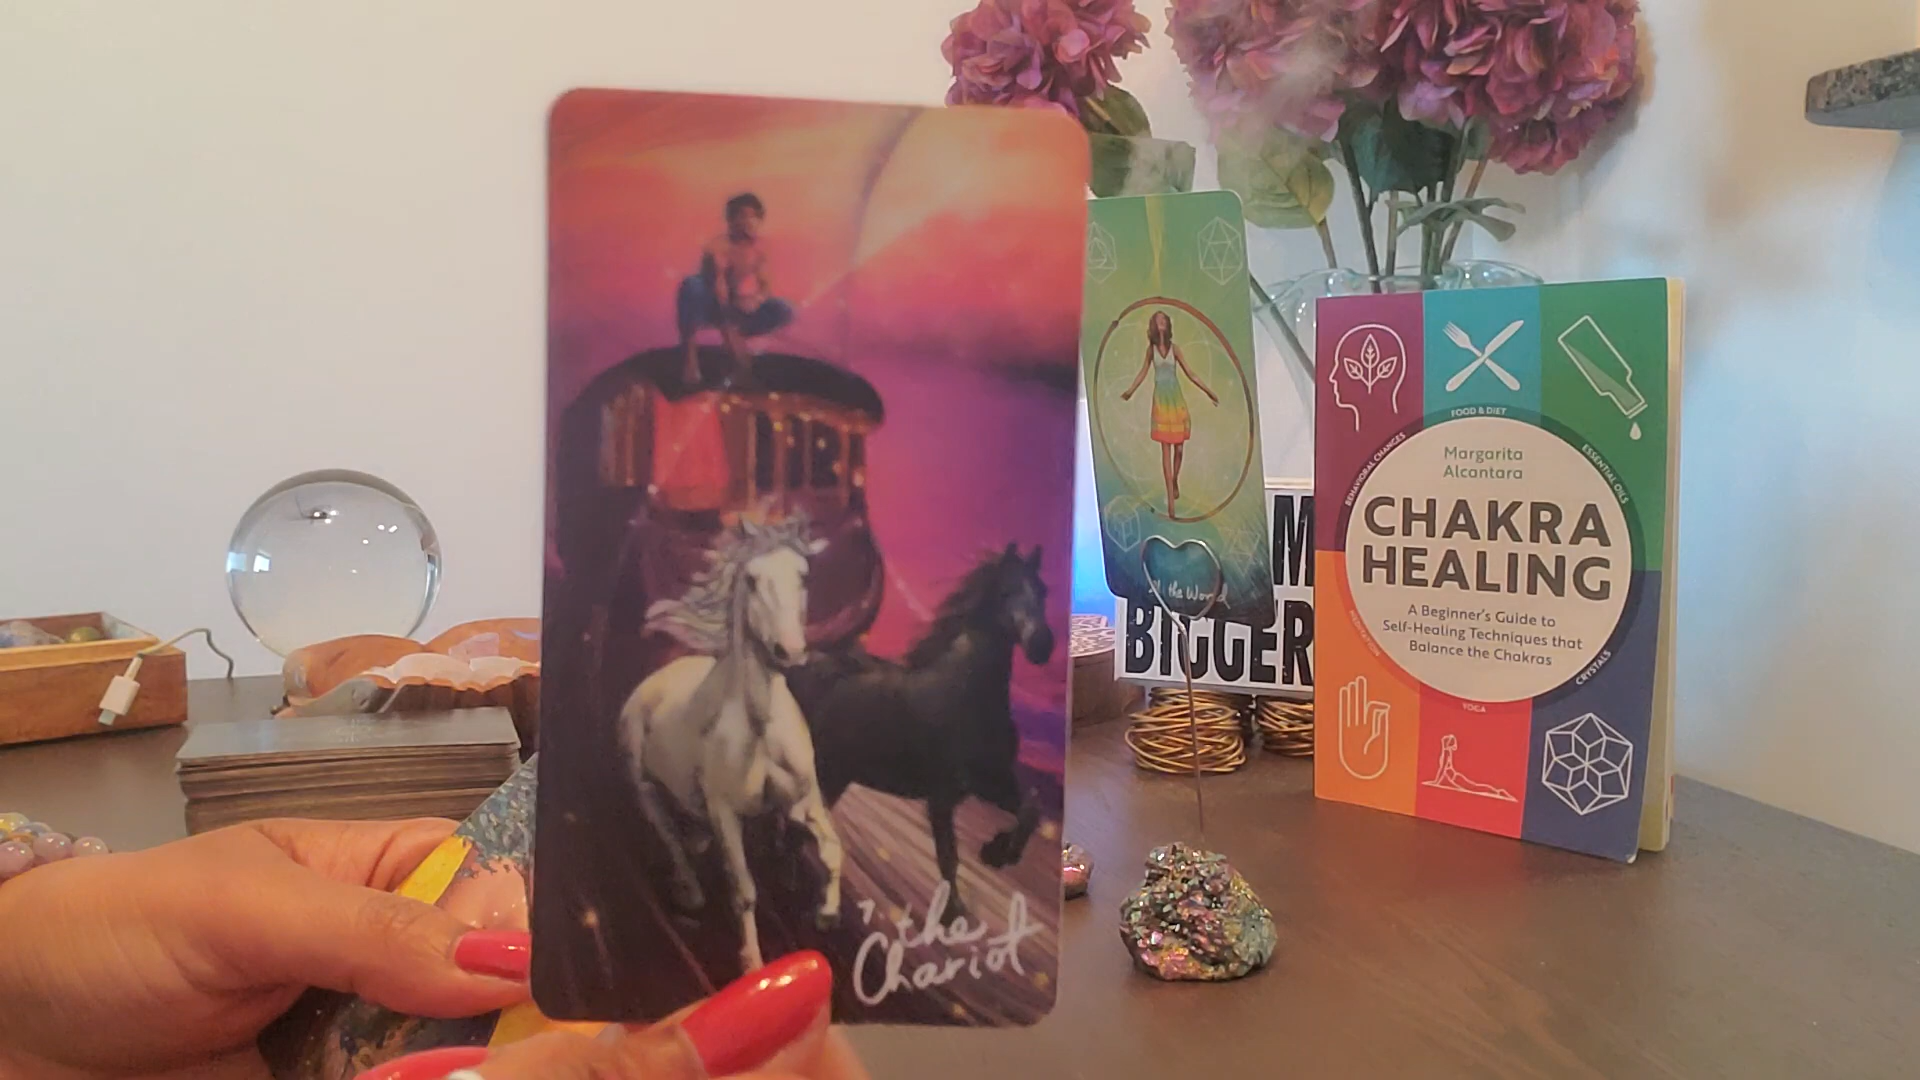 7. the
Chariot
the World
M
BIGGER
FOOD & DIET
BEHAVIORAL CHANGES
ESSENTIAL OILS
Margarita
Alcantara
CHAKRA
HEALING
A Beginner's Guide to
Self-Healing Techniques that
Balance the Chakras
MEDITATION
CRYSTALS
YOGA